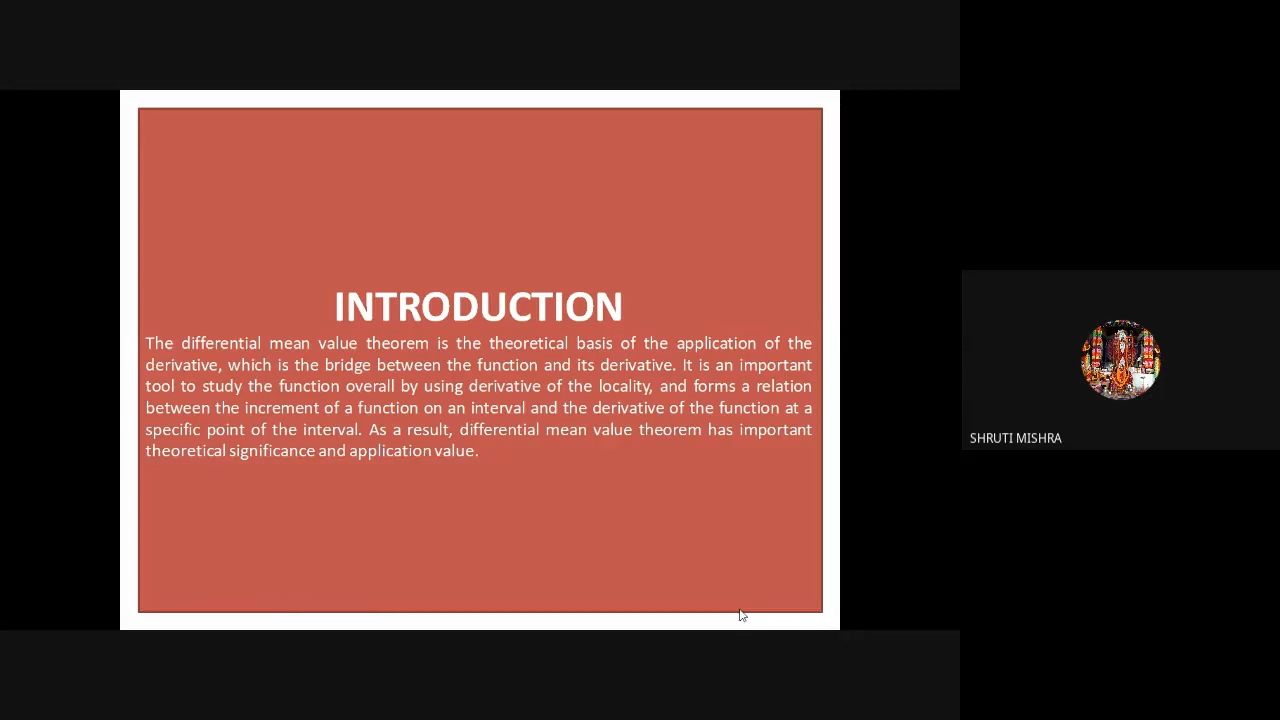 INTRODUCTION
The differential mean value theorem is the theoretical basis of the application of the
derivative, which is the bridge between the function and its derivative. It is an important
tool to study the function overall by using derivative of the locality, and forms a relation
between the increment of a function on an interval and the derivative of the function at a
specific point of the interval. As a result, differential mean value theorem has important
theoretical significance and application value.
SHRUTI MISHRA